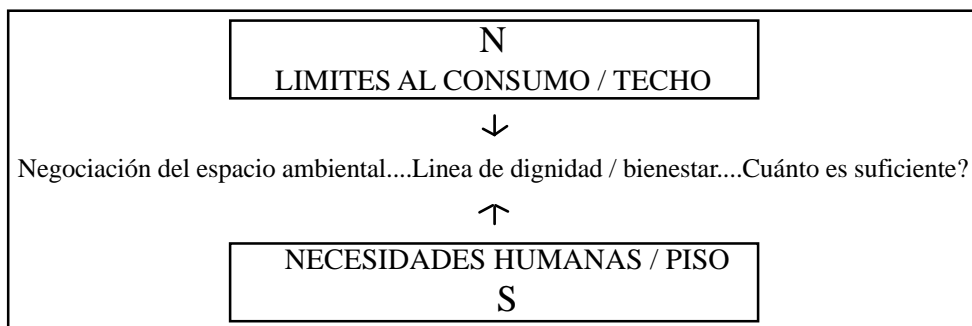 N
LIMITES AL CONSUMO / TECHO
Negociación del espacio ambiental....Linea de dignidad / bienestar....Cuánto es suficiente?
NECESIDADES HUMANAS / PISO
S